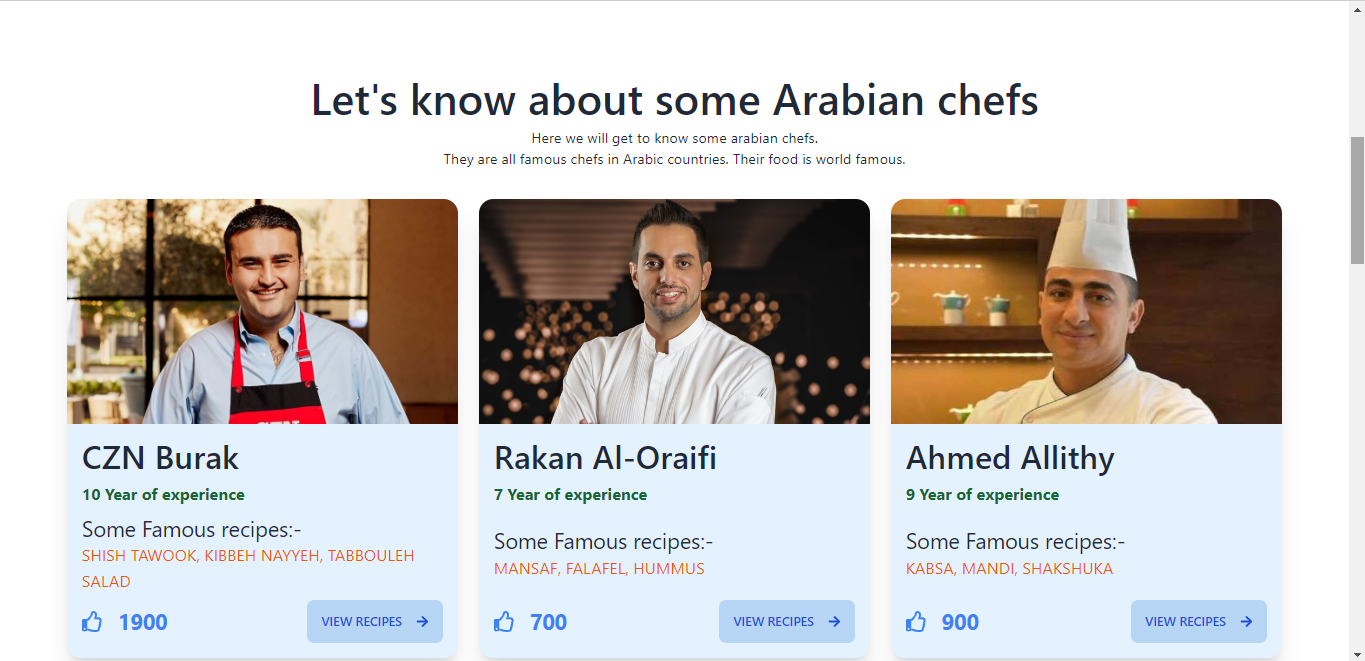 Let's know about some Arabian chefs
Here we will get to know some arabian chefs.
They are all famous chefs in Arabic countries. Their food is world famous.
CZN Burak
10 Year of experience
Some Famous recipes:-
SHISH TAWOOK, KIBBEH NAYYEH, TABBOULEH
SALAD
1900
VIEW RECIPES
Rakan Al-Oraifi
7 Year of experience
Some Famous recipes:-
MANSAF, FALAFEL, HUMMUS
700
VIEW RECIPES
Ahmed Allithy
9 Year of experience
Some Famous recipes:-
KABSA, MANDI, SHAKSHUKA
900
VIEW RECIPES